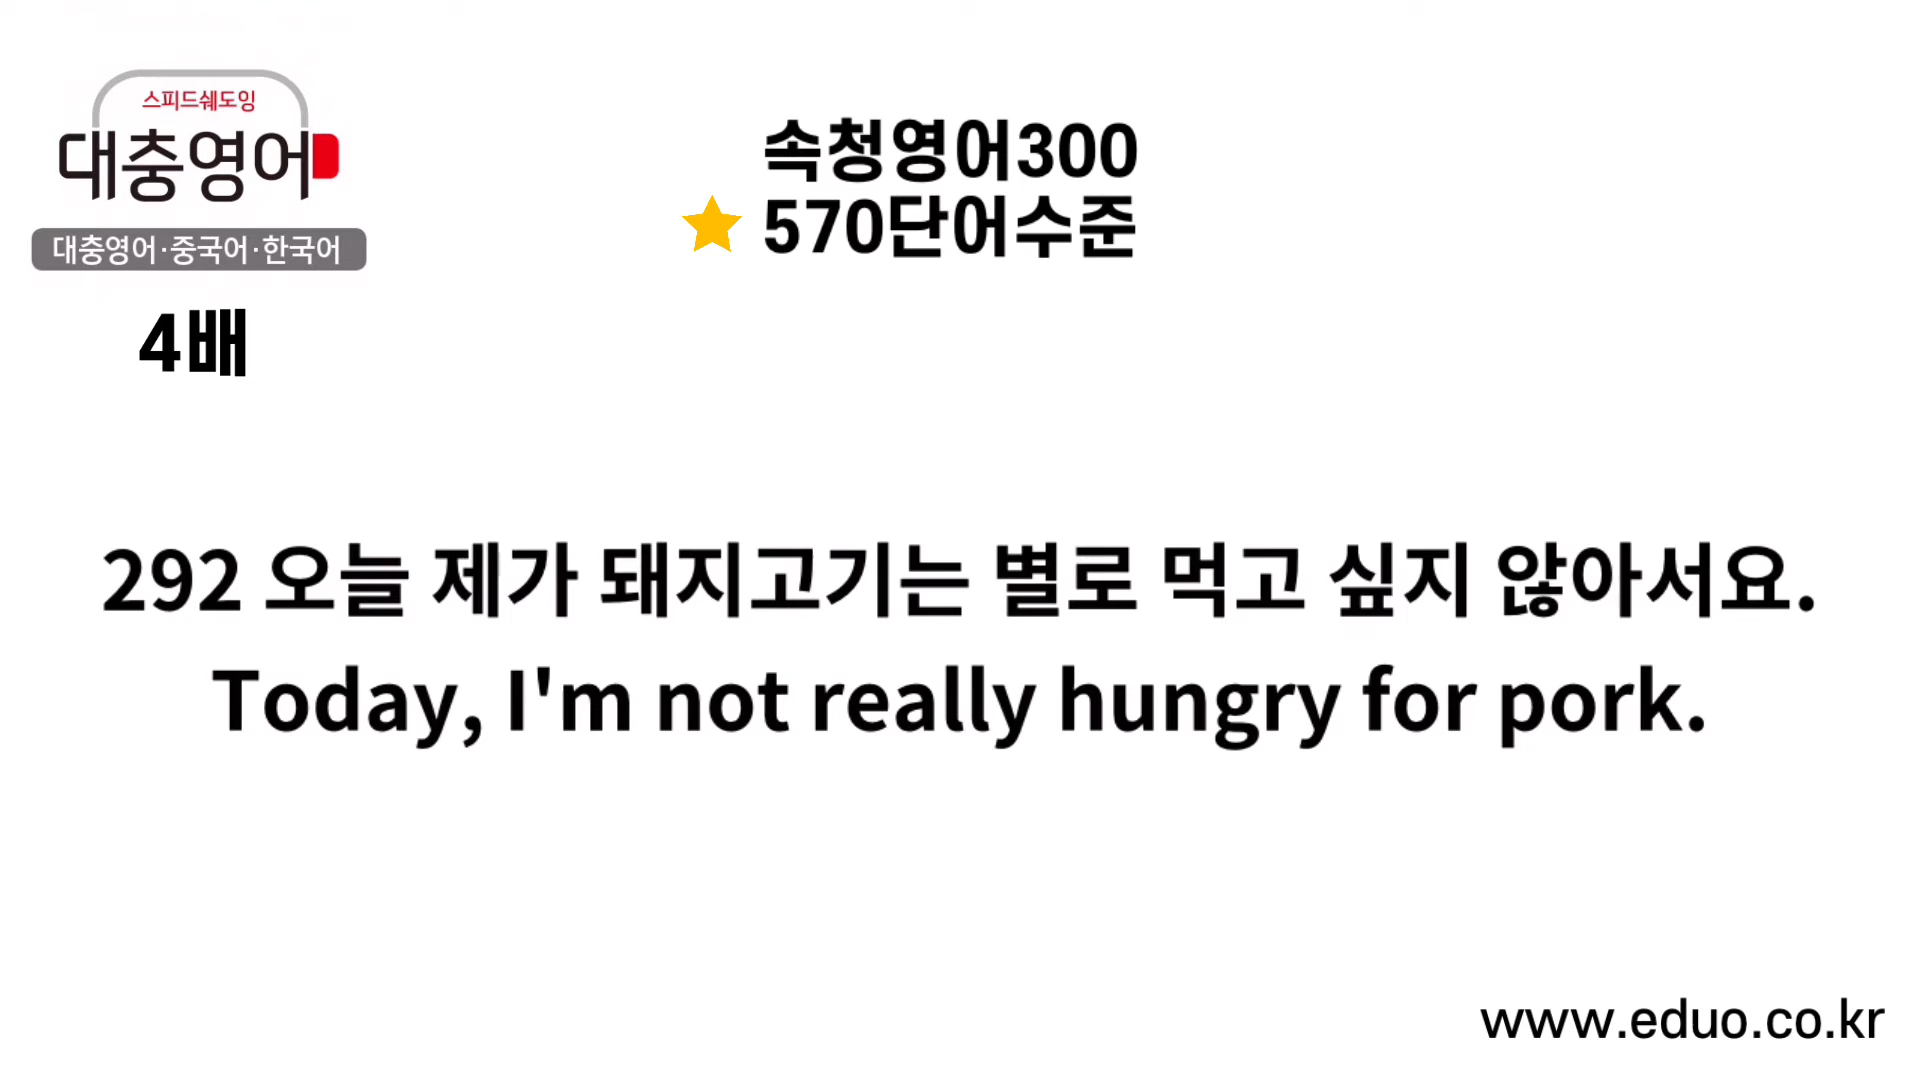 스피드쉐도잉
대충영어
대충영어·중국어·한국어
4배
속청영어300
570단어수준
292 오늘 제가 돼지고기는 별로 먹고 싶지 않아서요.
Today, I'm not really hungry for pork.
www.eduo.co.kr